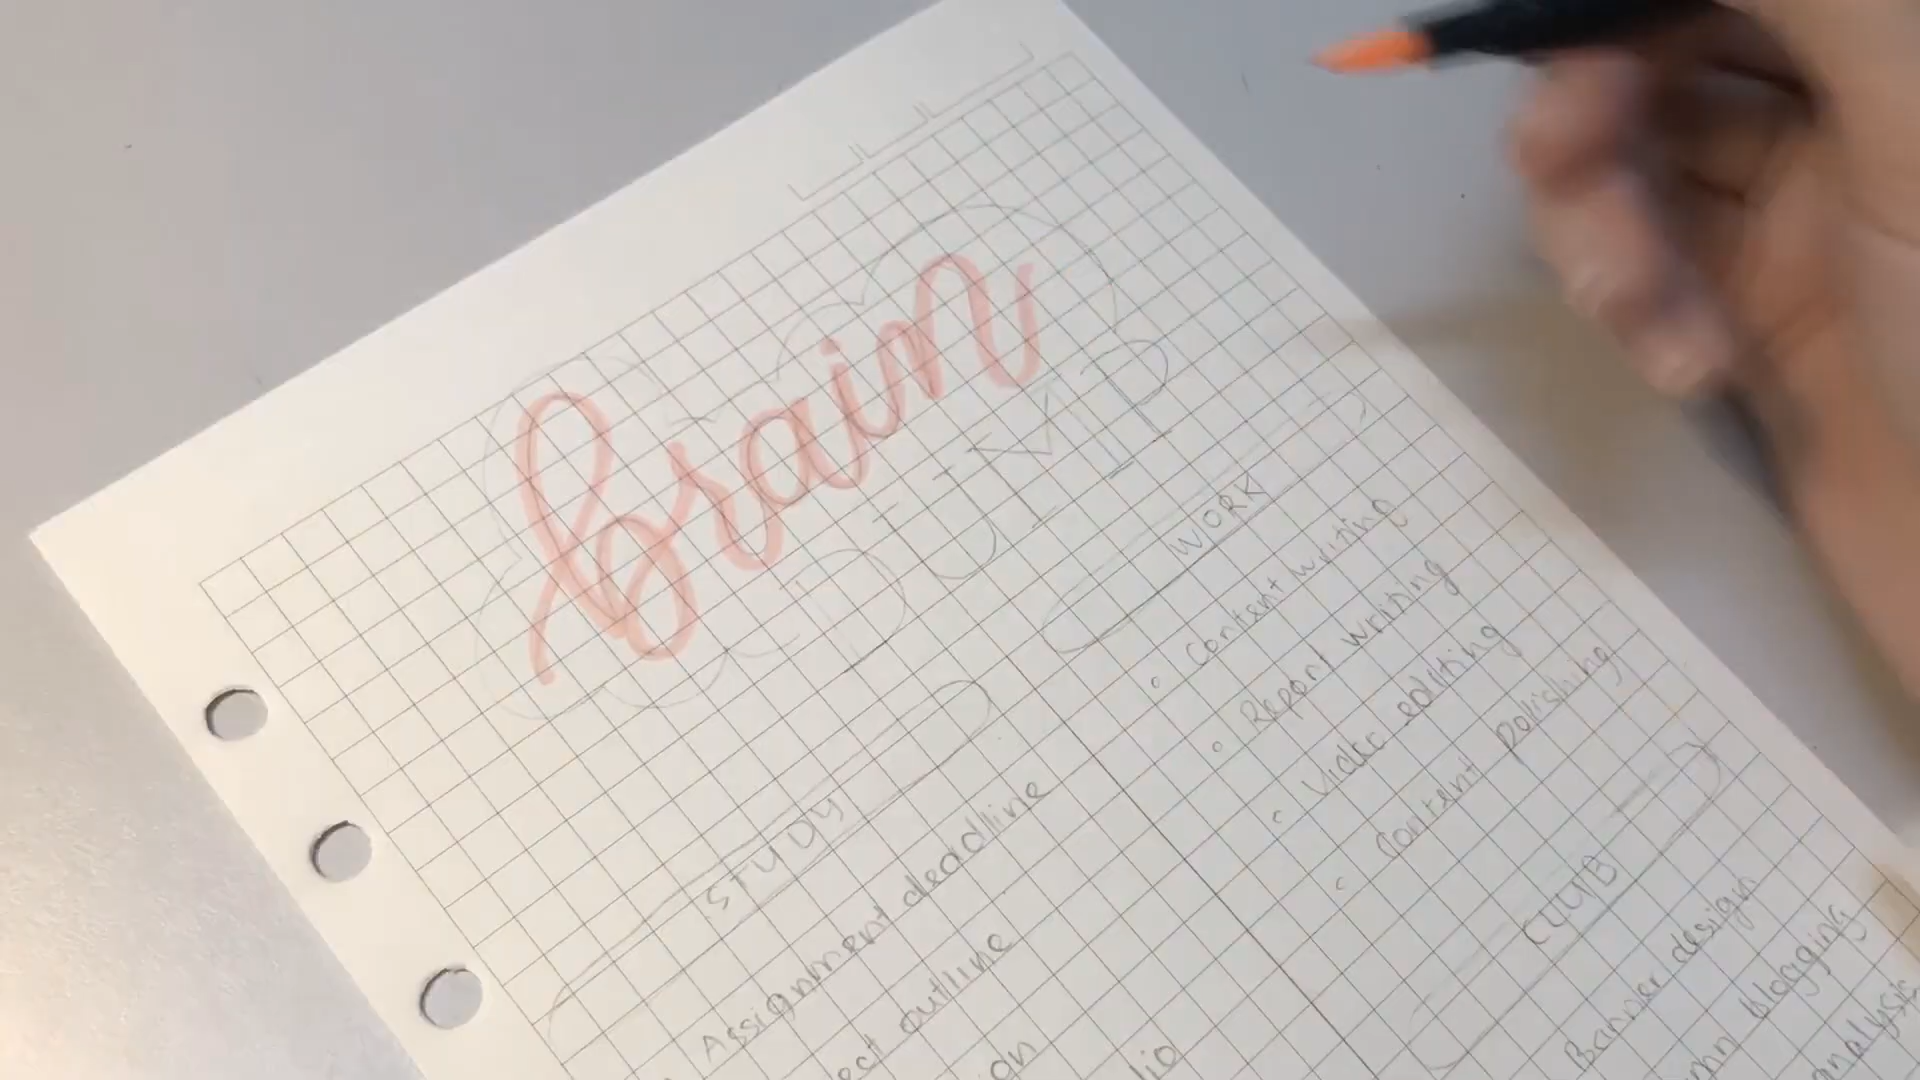 brain
DUMP
WORK
Content writing
Report writing
Video editing
Content polishing
CLUB
Banner design
blogging
analysis
STUDY
Assignment deadline
outline